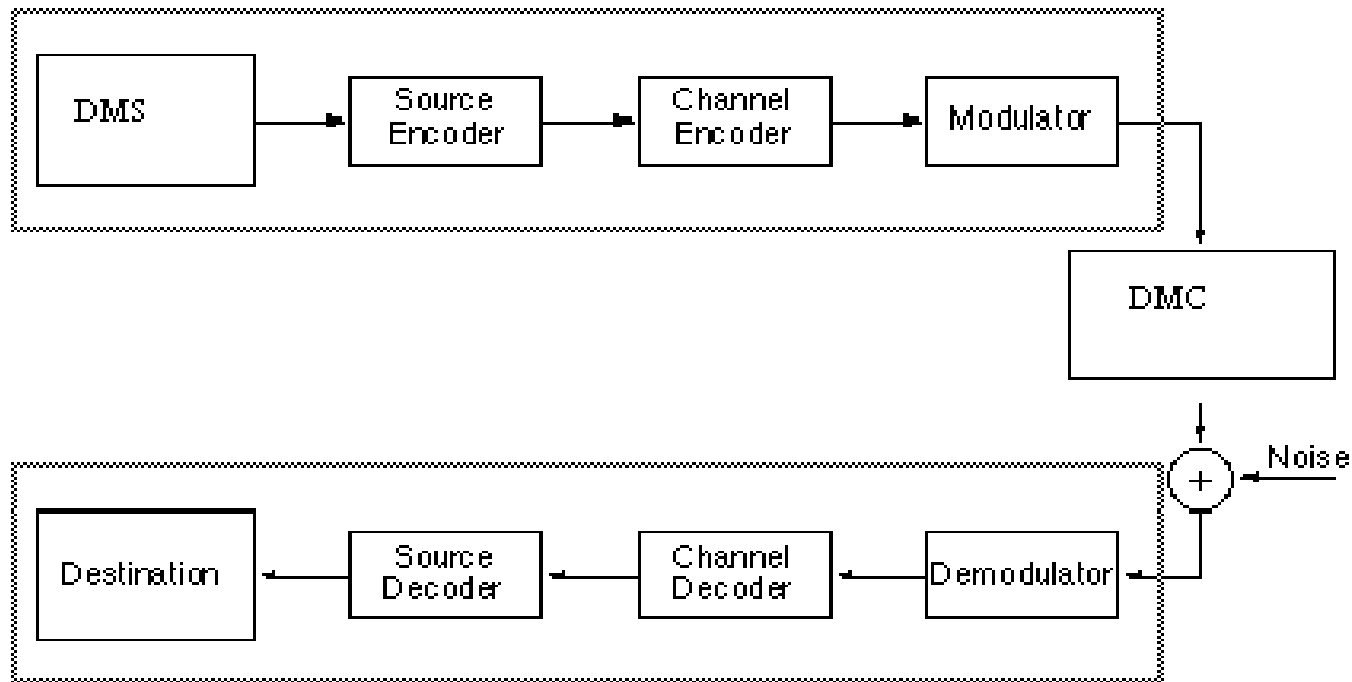 DMS
Source
Encoder
Channel
Encoder
Modulator
DMC
Noise
+
Destination
Source
Decoder
Channel
Decoder
Demodulator